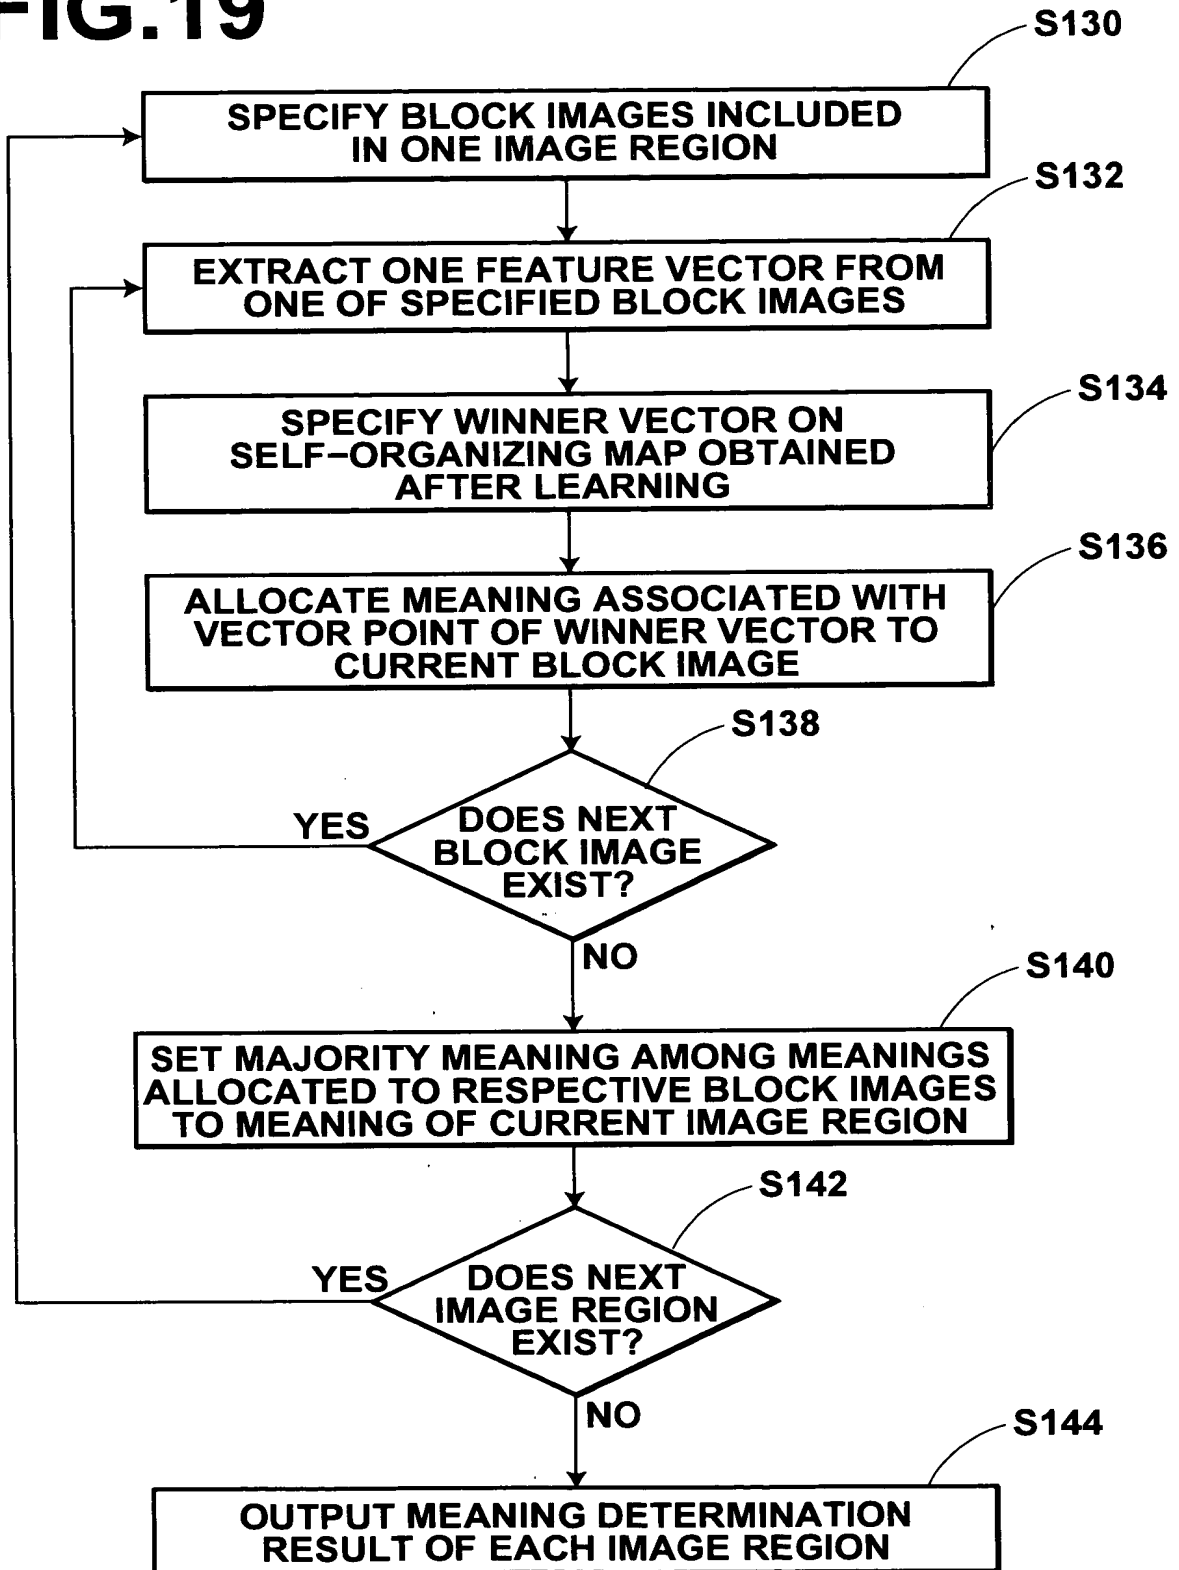 FIG.19
S130
SPECIFY BLOCK IMAGES INCLUDED
IN ONE IMAGE REGION
S132
EXTRACT ONE FEATURE VECTOR FROM
ONE OF SPECIFIED BLOCK IMAGES
S134
SPECIFY WINNER VECTOR ON
SELF-ORGANIZING MAP OBTAINED
AFTER LEARNING
S136
ALLOCATE MEANING ASSOCIATED WITH
VECTOR POINT OF WINNER VECTOR TO
CURRENT BLOCK IMAGE
S138
YES
DOES NEXT
BLOCK IMAGE
EXIST?
NO
S140
SET MAJORITY MEANING AMONG MEANINGS
ALLOCATED TO RESPECTIVE BLOCK IMAGES
TO MEANING OF CURRENT IMAGE REGION
S142
YES
DOES NEXT
IMAGE REGION
EXIST?
NO
S144
OUTPUT MEANING DETERMINATION
RESULT OF EACH IMAGE REGION